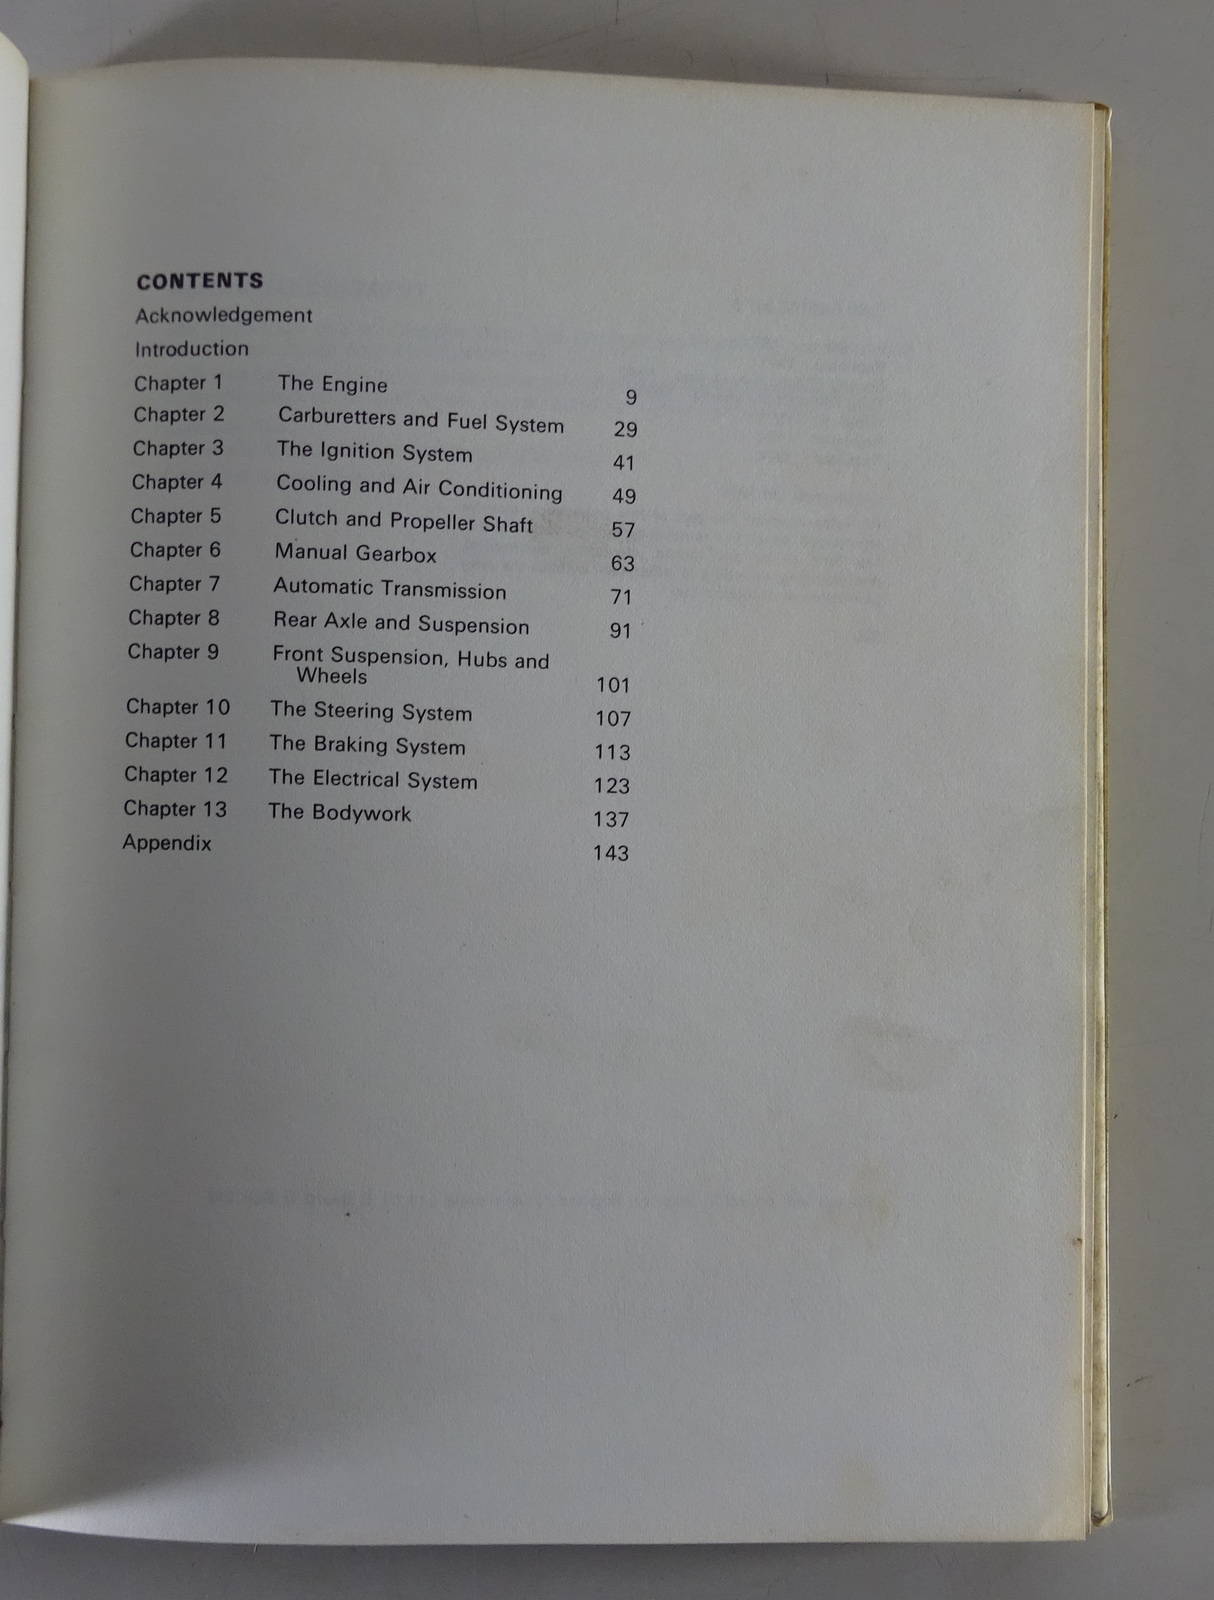 CONTENTS
Acknowledgement
Introduction
Chapter 1 The Engine 9
Chapter 2 Carburetters and Fuel System 29
Chapter 3 The Ignition System 41
Chapter 4 Cooling and Air Conditioning 49
Chapter 5 Clutch and Propeller Shaft 57
Chapter 6 Manual Gearbox 63
Chapter 7 Automatic Transmission 71
Chapter 8 Rear Axle and Suspension 91
Chapter 9 Front Suspension, Hubs and
Wheels 101
Chapter 10 The Steering System 107
Chapter 11 The Braking System 113
Chapter 12 The Electrical System 123
Chapter 13 The Bodywork 137
Appendix 143